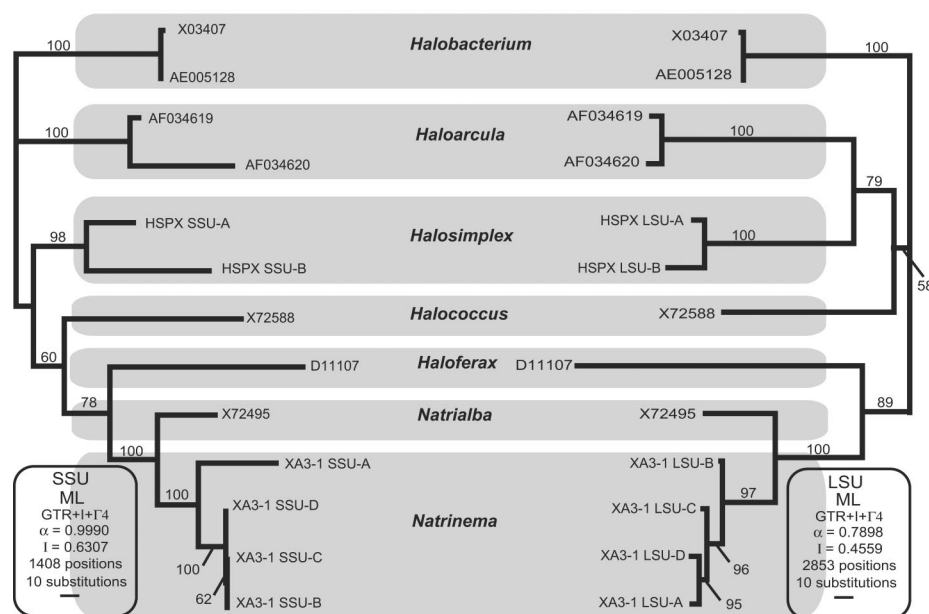 100 X03407 Halobacterium X03407 100
AE005128 AE005128
100 AF034619 Haloarcula AF034619 100
AF034620 AF034620
79
98 HSPX SSU-A Halosimplex HSPX LSU-A 100
HSPX SSU-B HSPX LSU-B
58
X72588 Halococcus X72588
60 D11107 Haloferax D11107
78 X72495 Natrialba X72495 89
100 100
XA3-1 SSU-A XA3-1 LSU-B
100 97
XA3-1 SSU-D Natrinema XA3-1 LSU-C
100 96
XA3-1 SSU-C XA3-1 LSU-D
62 95
XA3-1 SSU-B XA3-1 LSU-A
SSU
ML
GTR+I+Γ4
α = 0.9990
I = 0.6307
1408 positions
10 substitutions
LSU
ML
GTR+I+Γ4
α = 0.7898
I = 0.4559
2853 positions
10 substitutions